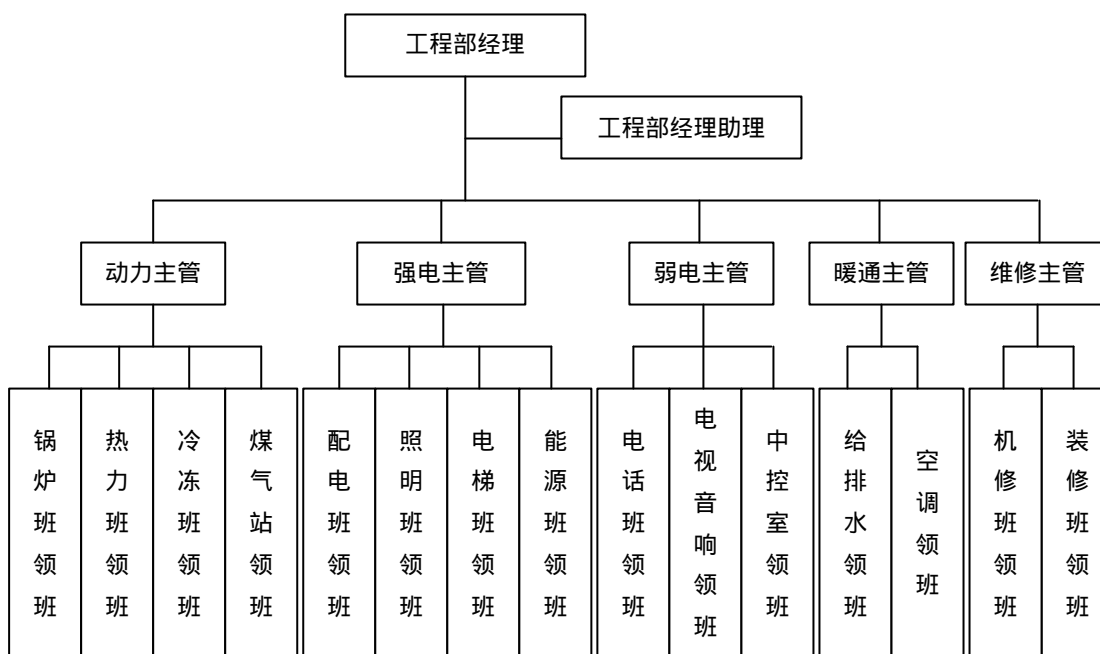 工程部经理
工程部经理助理
动力主管
强电主管
弱电主管
暖通主管
维修主管
锅炉班领班
热力班领班
冷冻班领班
煤气站领班
配电班领班
照明班领班
电梯班领班
能源班领班
电话班领班
电视音响领班
中控室领班
给排水领班
空调领班
机修班领班
装修班领班